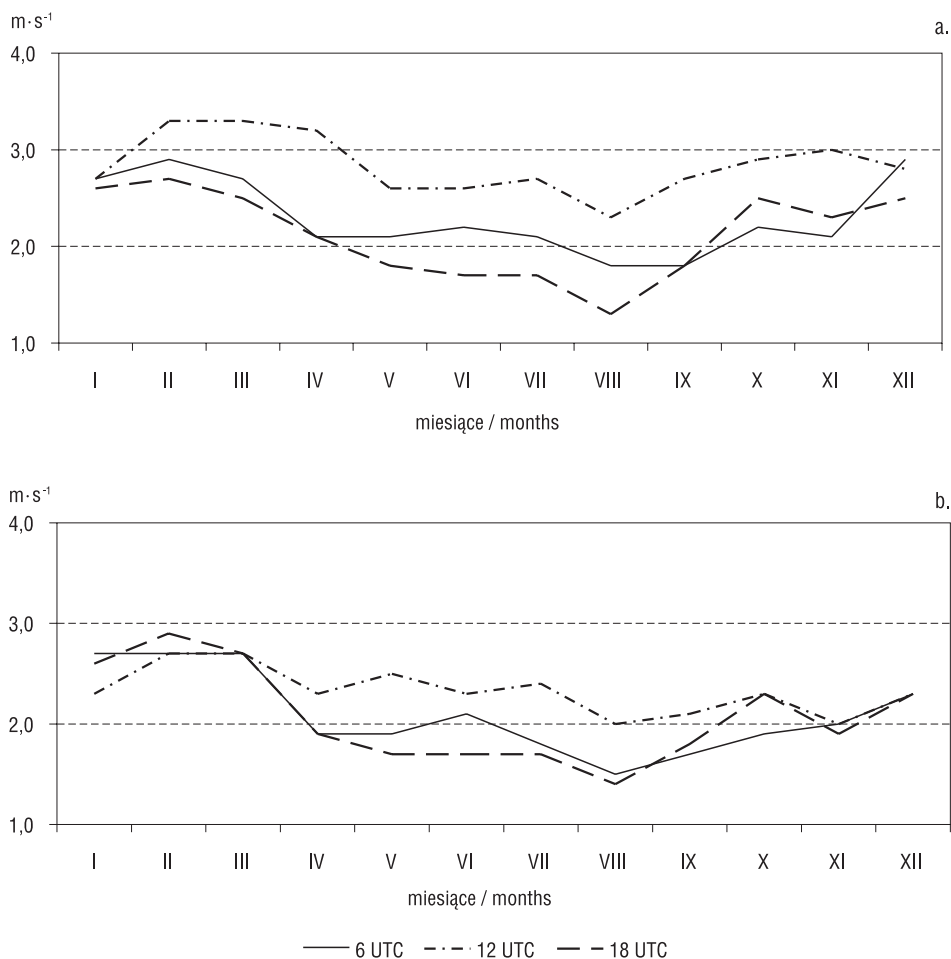 m·s⁻¹ a.
4,0
3,0
2,0
1,0
I II III IV V VI VII VIII IX X XI XII
miesiące / months
m·s⁻¹ b.
4,0
3,0
2,0
1,0
I II III IV V VI VII VIII IX X XI XII
miesiące / months
6 UTC 12 UTC 18 UTC